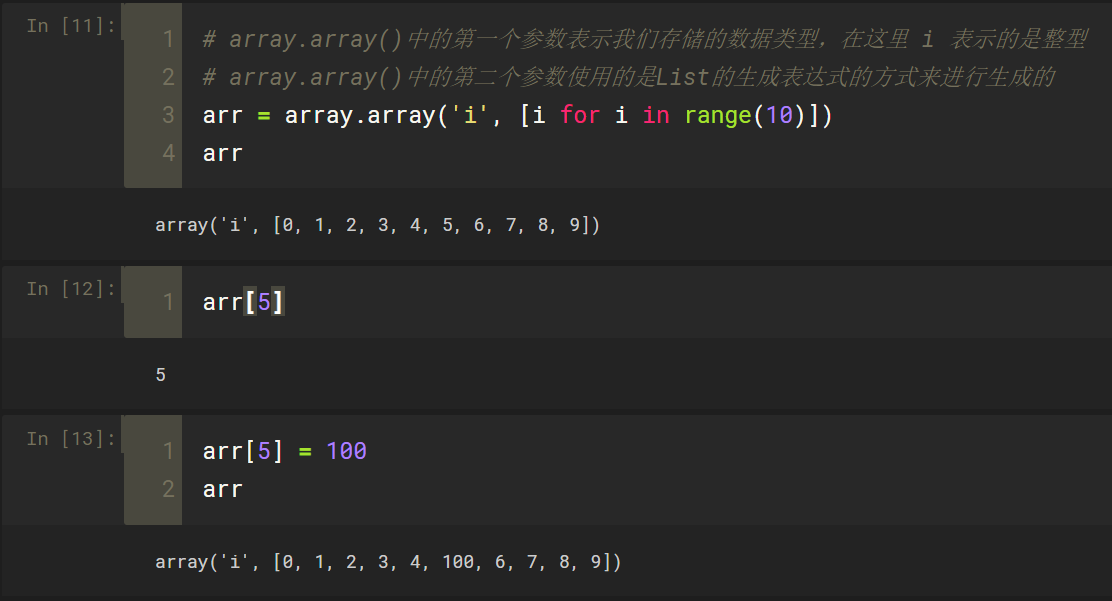 In [11]:
1 # array.array()中的第一个参数表示我们存储的数据类型，在这里 i 表示的是整型
2 # array.array()中的第二个参数使用的是List的生成表达式的方式来进行生成的
3 arr = array.array('i', [i for i in range(10)])
4 arr
array('i', [0, 1, 2, 3, 4, 5, 6, 7, 8, 9])
In [12]:
1 arr[5]
5
In [13]:
1 arr[5] = 100
2 arr
array('i', [0, 1, 2, 3, 4, 100, 6, 7, 8, 9])